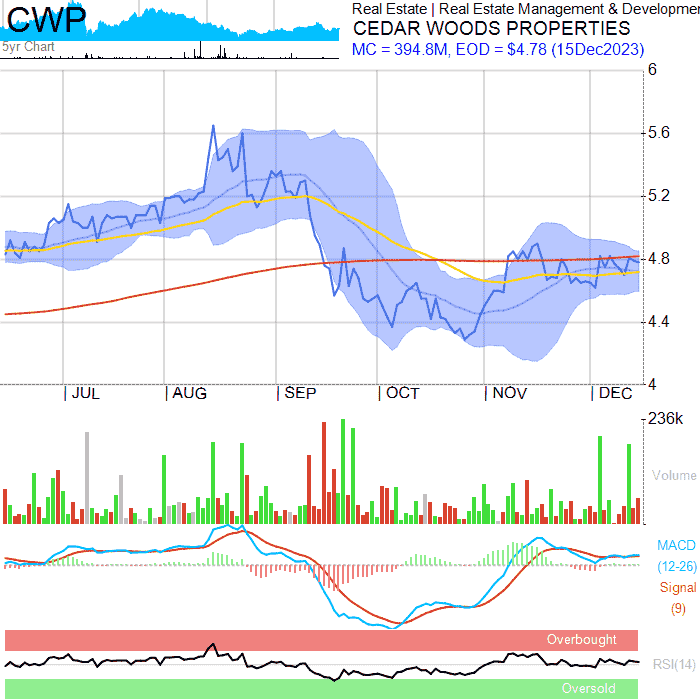 CWP
5yr Chart
Real Estate | Real Estate Management & Developmen
CEDAR WOODS PROPERTIES
MC = 394.8M, EOD = $4.78 (15Dec2023)
6
5.6
5.2
4.8
4.4
4
| JUL | AUG | SEP | OCT | NOV | DEC
236k
Volume
MACD
(12-26)
Signal
(9)
Overbought
RSI(14)
Oversold